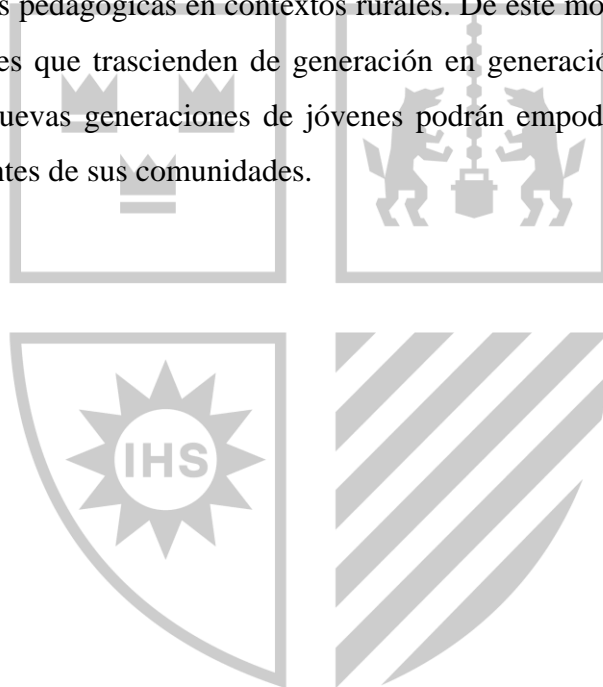 s pedagógicas en contextos rurales. De este mo
es que trascienden de generación en generació
uevas generaciones de jóvenes podrán empod
ntes de sus comunidades.
IHS